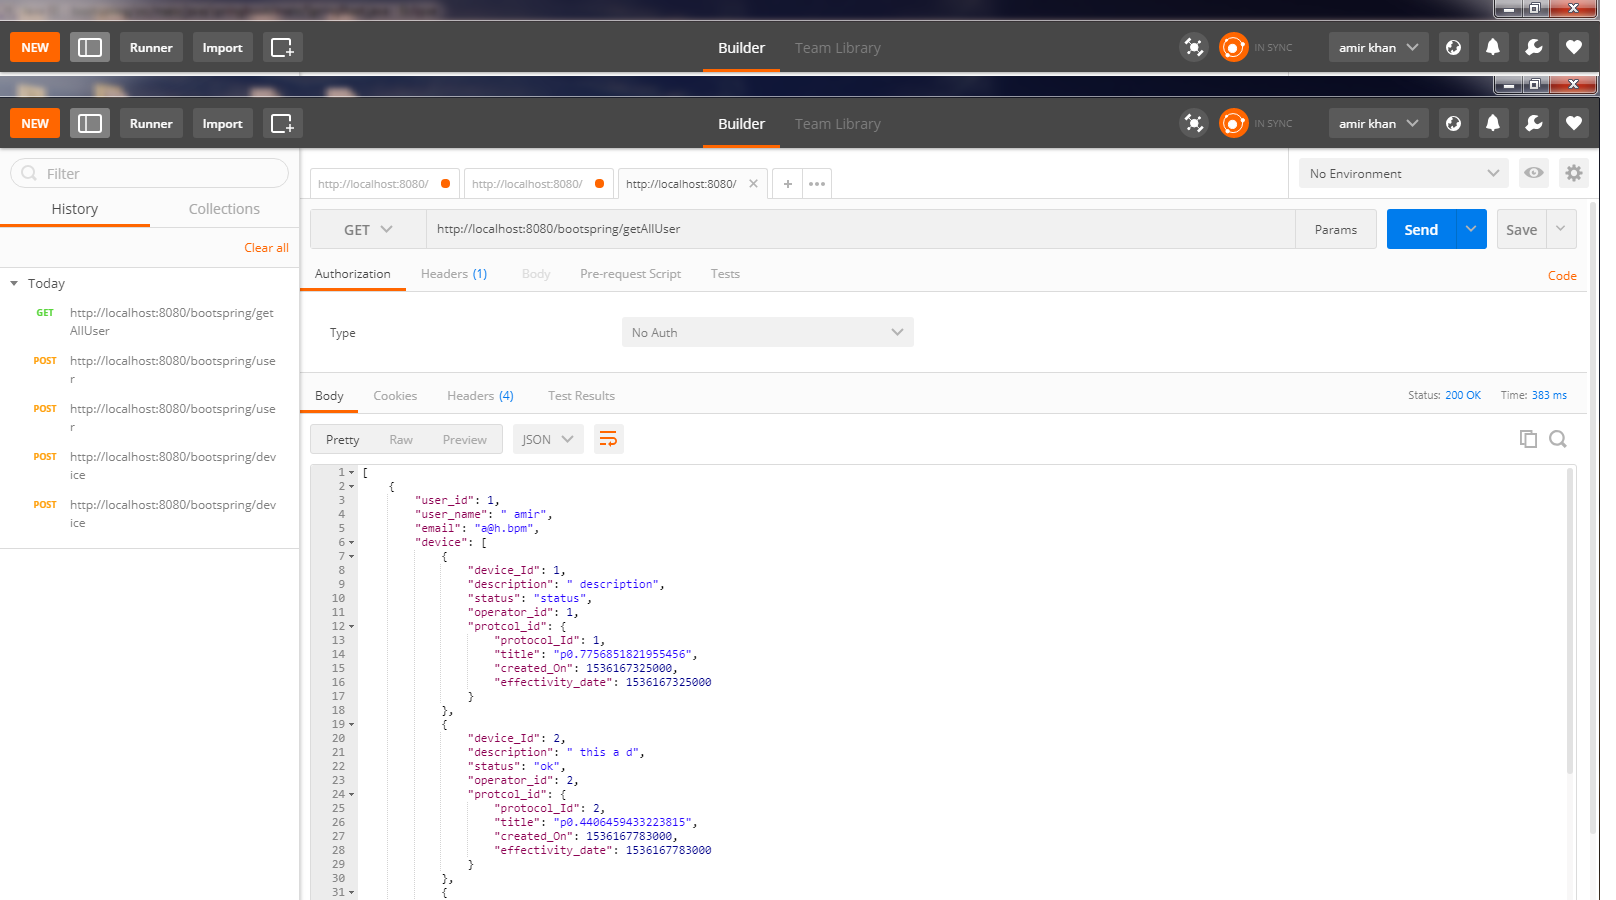 NEW Runner Import Builder Team Library IN SYNC amir khan
NEW Runner Import Builder Team Library IN SYNC amir khan
Filter
History Collections
Clear all
Today
GET http://localhost:8080/bootspring/get
AllUser
POST http://localhost:8080/bootspring/use
r
POST http://localhost:8080/bootspring/use
r
POST http://localhost:8080/bootspring/dev
ice
POST http://localhost:8080/bootspring/dev
ice
http://localhost:8080/ http://localhost:8080/ http://localhost:8080/ No Environment
GET http://localhost:8080/bootspring/getAllUser Params Send Save
Authorization Headers (1) Body Pre-request Script Tests Code
Type No Auth
Body Cookies Headers (4) Test Results Status: 200 OK Time: 383 ms
Pretty Raw Preview JSON
1 [
2 {
3 "user_id": 1,
4 "user_name": " amir",
5 "email": "a@h.bpm",
6 "device": [
7 {
8 "device_Id": 1,
9 "description": " description",
10 "status": "status",
11 "operator_id": 1,
12 "protcol_id": {
13 "protocol_Id": 1,
14 "title": "p0.7756851821955456",
15 "created_On": 1536167325000,
16 "effectivity_date": 1536167325000
17 }
18 },
19 {
20 "device_Id": 2,
21 "description": " this a d",
22 "status": "ok",
23 "operator_id": 2,
24 "protcol_id": {
25 "protocol_Id": 2,
26 "title": "p0.4406459433223815",
27 "created_On": 1536167783000,
28 "effectivity_date": 1536167783000
29 }
30 },
31 {